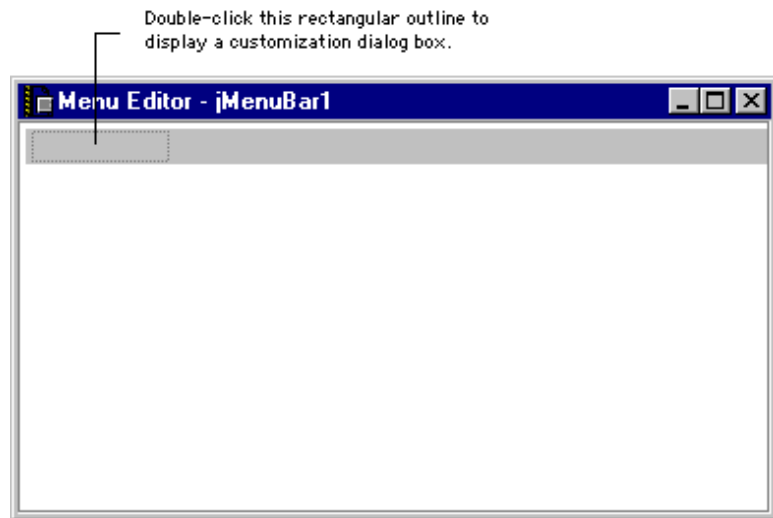 Double-click this rectangular outline to
display a customization dialog box.
Menu Editor - jMenuBar1